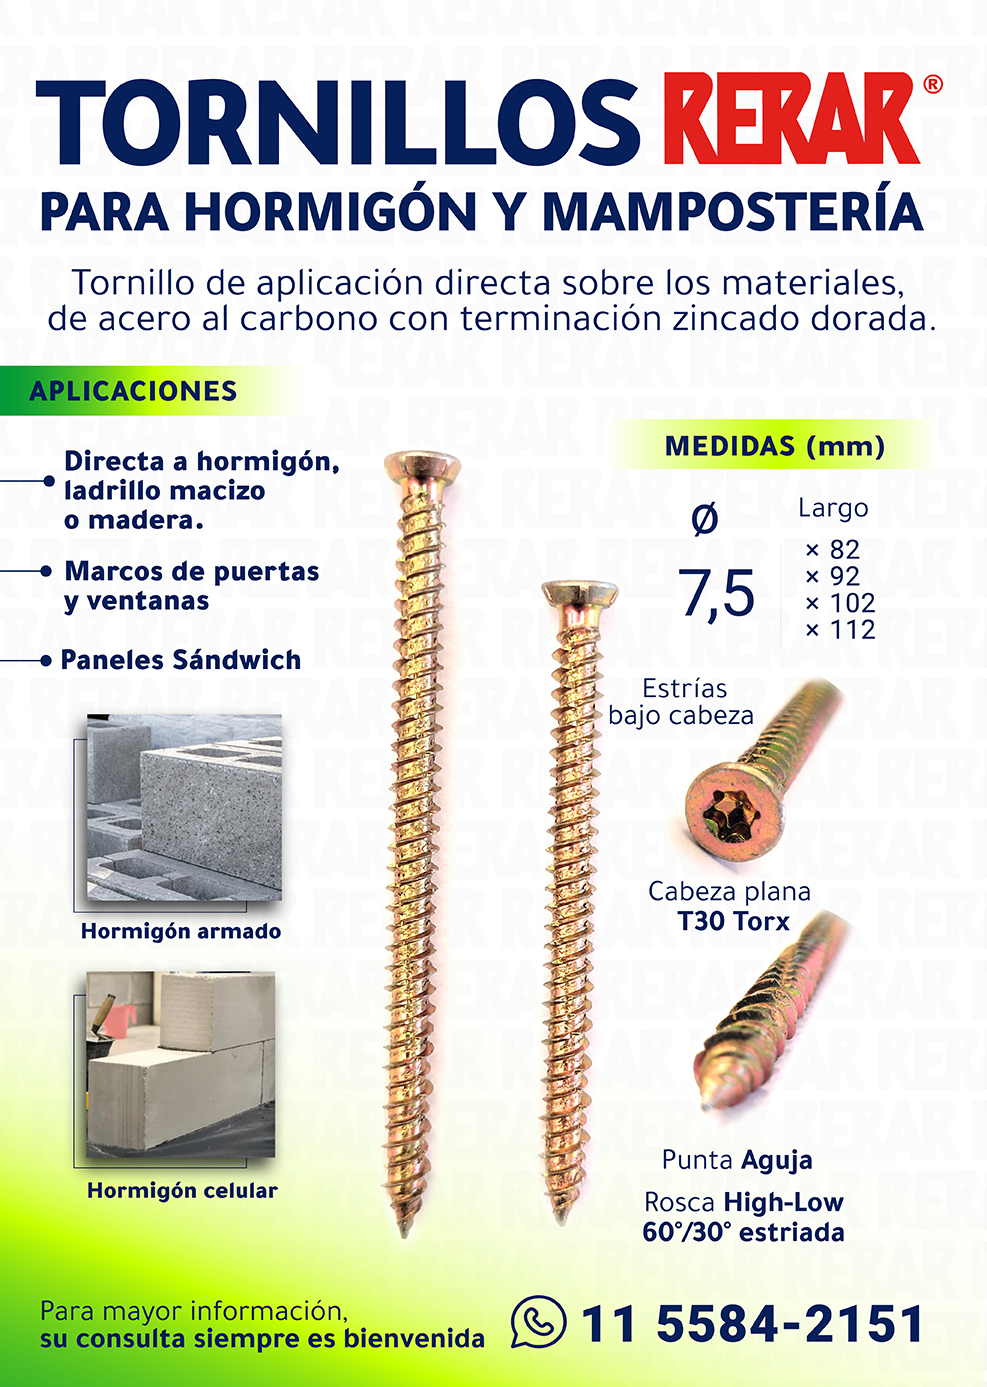 TORNILLOS RERAR®
PARA HORMIGÓN Y MAMPOSTERÍA
Tornillo de aplicación directa sobre los materiales,
de acero al carbono con terminación zincado dorada.
APLICACIONES
Directa a hormigón,
ladrillo macizo
o madera.
Marcos de puertas
y ventanas
Paneles Sándwich
Hormigón armado
Hormigón celular
MEDIDAS (mm)
Ø
Largo
7,5
× 82
× 92
× 102
× 112
Estrías
bajo cabeza
Cabeza plana
T30 Torx
Punta Aguja
Rosca High-Low
60°/30° estriada
Para mayor información,
su consulta siempre es bienvenida
11 5584-2151